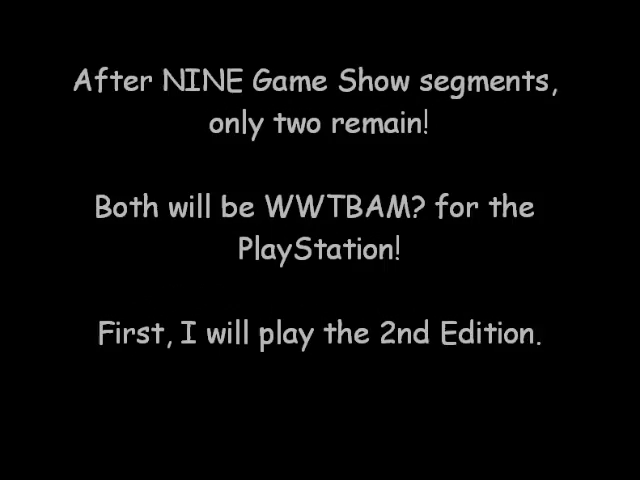 After NINE Game Show segments,
only two remain!
Both will be WWTBAM? for the
PlayStation!
First, I will play the 2nd Edition.